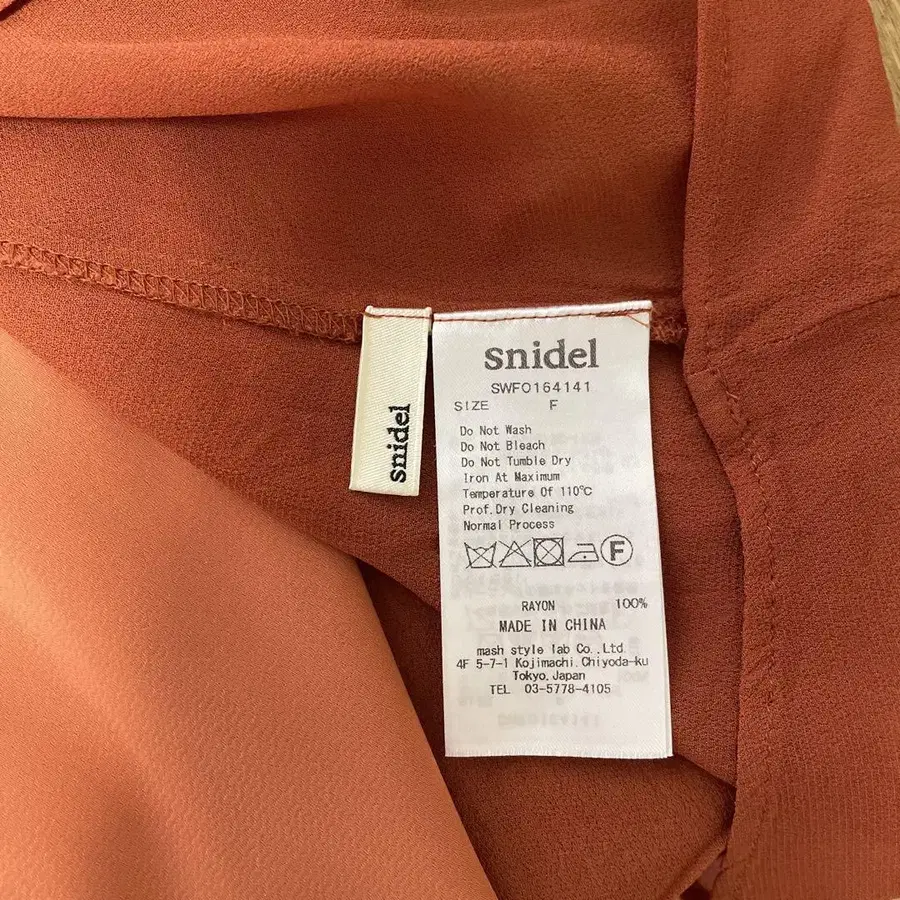 snidel
snidel
SWFO164141
SIZE F
Do Not Wash
Do Not Bleach
Do Not Tumble Dry
Iron At Maximum
Temperature Of 110℃
Prof.Dry Cleaning
Normal Process
F
RAYON 100%
MADE IN CHINA
mash style lab Co.,Ltd.
4F 5-7-1 Kojimachi.Chiyoda-ku
Tokyo,Japan
TEL 03-5778-4105